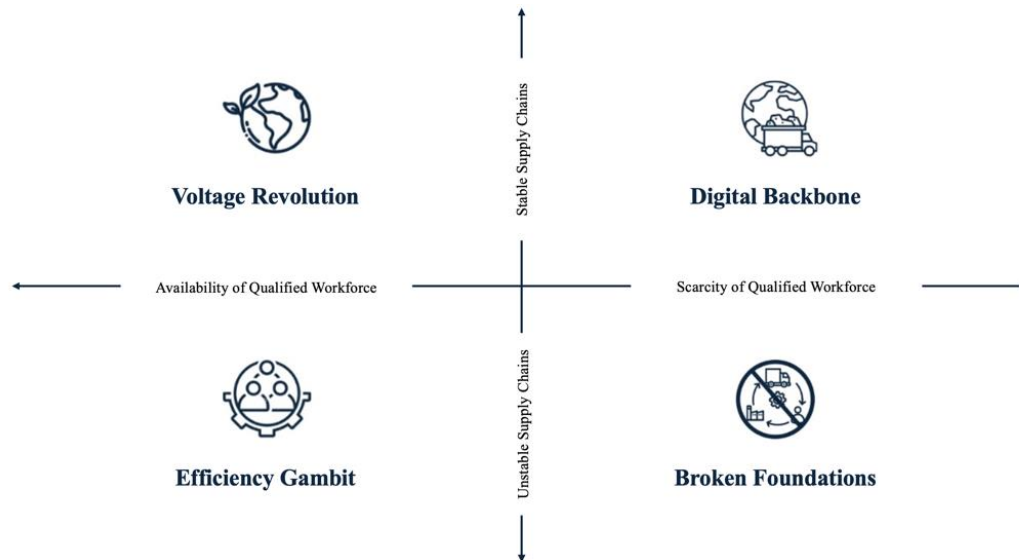 Stable Supply Chains
Voltage Revolution
Digital Backbone
Availability of Qualified Workforce
Scarcity of Qualified Workforce
Unstable Supply Chains
Efficiency Gambit
Broken Foundations